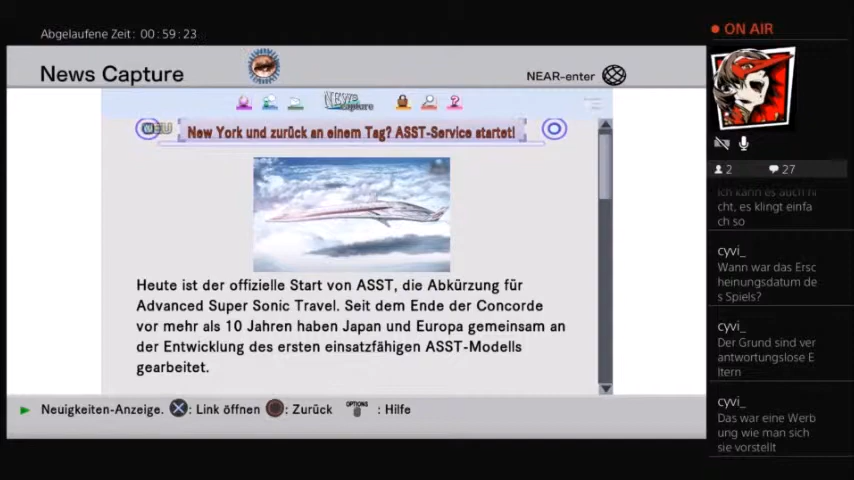 Abgelaufene Zeit: 00:59:23
ON AIR
News Capture
NEAR-enter
NEWS
capture
NEU
New York und zurück an einem Tag? ASST-Service startet!
Heute ist der offizielle Start von ASST, die Abkürzung für
Advanced Super Sonic Travel. Seit dem Ende der Concorde
vor mehr als 10 Jahren haben Japan und Europa gemeinsam an
der Entwicklung des ersten einsatzfähigen ASST-Modells
gearbeitet.
Neuigkeiten-Anzeige. : Link öffnen : Zurück OPTIONS : Hilfe
2 27
Ich kann es auch ni
cht, es klingt einfa
ch so
cyvi_
Wann war das Ersc
heinungsdatum de
s Spiels?
cyvi_
Der Grund sind ver
antwortungslose E
ltern
cyvi_
Das war eine Werb
ung wie man sich
sie vorstellt